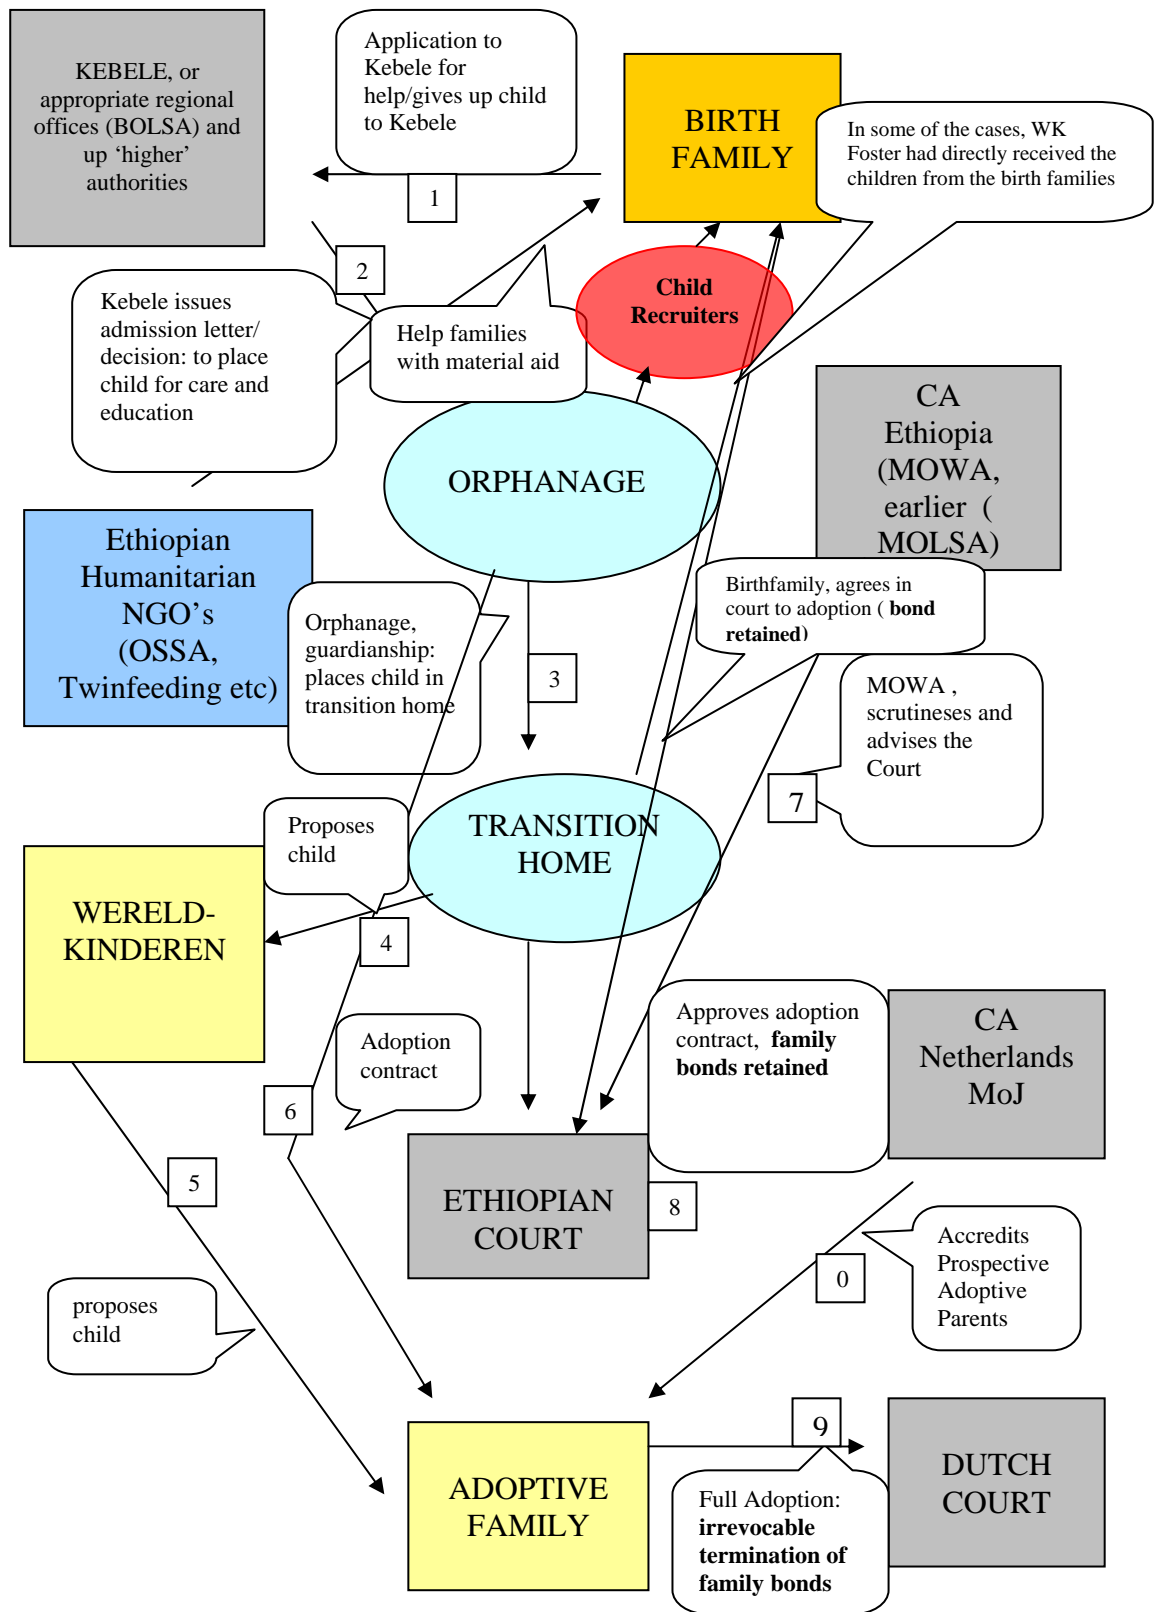 KEBELE, or
appropriate regional
offices (BOLSA) and
up ‘higher’
authorities
Application to
Kebele for
help/gives up child
to Kebele
BIRTH
FAMILY
In some of the cases, WK
Foster had directly received the
children from the birth families
1
2
Kebele issues
admission letter/
decision: to place
child for care and
education
Help families
with material aid
Child
Recruiters
ORPHANAGE
CA
Ethiopia
(MOWA,
earlier (
MOLSA)
Ethiopian
Humanitarian
NGO’s
(OSSA,
Twinfeeding etc)
Orphanage,
guardianship:
places child in
transition home
3
Birthfamily, agrees in
court to adoption ( bond
retained)
MOWA ,
scrutineses and
advises the
Court
7
Proposes
child
TRANSITION
HOME
WERELD-
KINDEREN
4
Adoption
contract
Approves adoption
contract, family
bonds retained
CA
Netherlands
MoJ
6
5
ETHIOPIAN
COURT
8
0
Accredits
Prospective
Adoptive
Parents
proposes
child
ADOPTIVE
FAMILY
9
Full Adoption:
irrevocable
termination of
family bonds
DUTCH
COURT